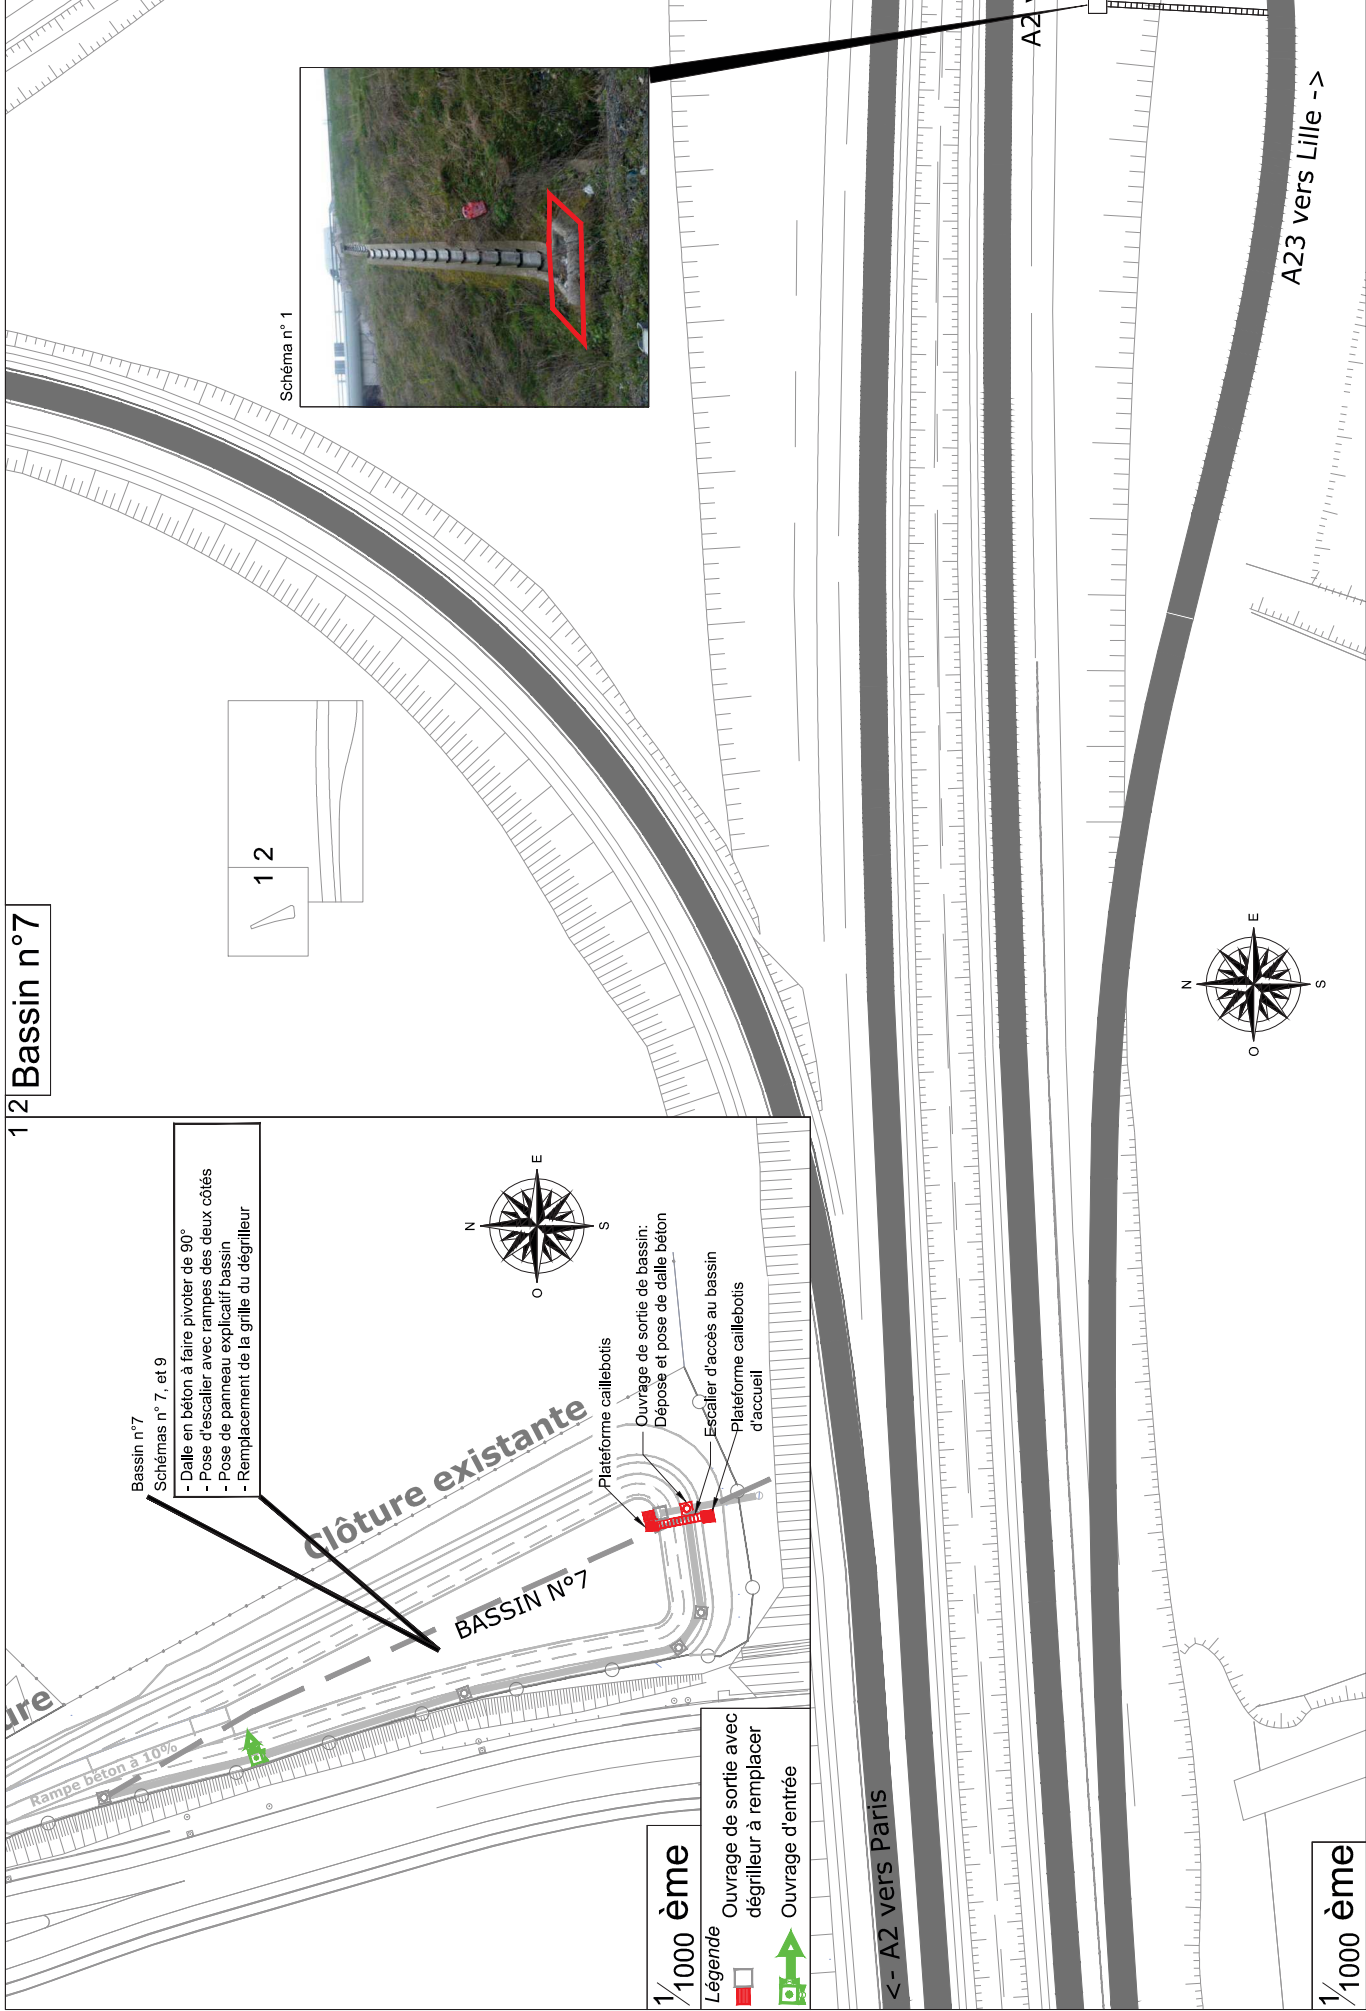 1 2
Bassin n°7
Bassin n°7
Schémas n° 7, et 9
- Dalle en béton à faire pivoter de 90°
- Pose d'escalier avec rampes des deux côtés
- Pose de panneau explicatif bassin
- Remplacement de la grille du dégrilleur
1 2
Schéma n° 1
ure
Clôture existante
Rampe béton à 10%
BASSIN N°7
Plateforme caillebotis
Ouvrage de sortie de bassin:
Dépose et pose de dalle béton
Escalier d'accès au bassin
Plateforme caillebotis
d'accueil
N
E
S
O
1/1000 ème
Légende
Ouvrage de sortie avec
dégrilleur à remplacer
Ouvrage d'entrée
<- A2 vers Paris
A2
A23 vers Lille ->
N
E
S
O
1/1000 ème